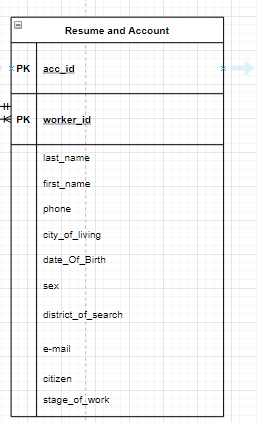 Resume and Account
PK acc_id
PK worker_id
last_name
first_name
phone
city_of_living
date_Of_Birth
sex
district_of_search
e-mail
citizen
stage_of_work